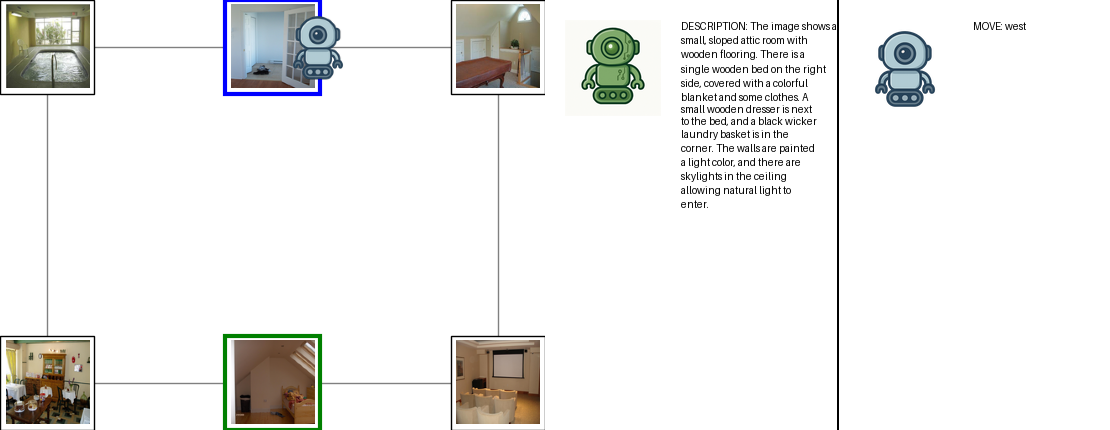 DESCRIPTION: The image shows a
small, sloped attic room with
wooden flooring. There is a
single wooden bed on the right
side, covered with a colorful
blanket and some clothes. A
small wooden dresser is next
to the bed, and a black wicker
laundry basket is in the
corner. The walls are painted
a light color, and there are
skylights in the ceiling
allowing natural light to
enter.
MOVE: west